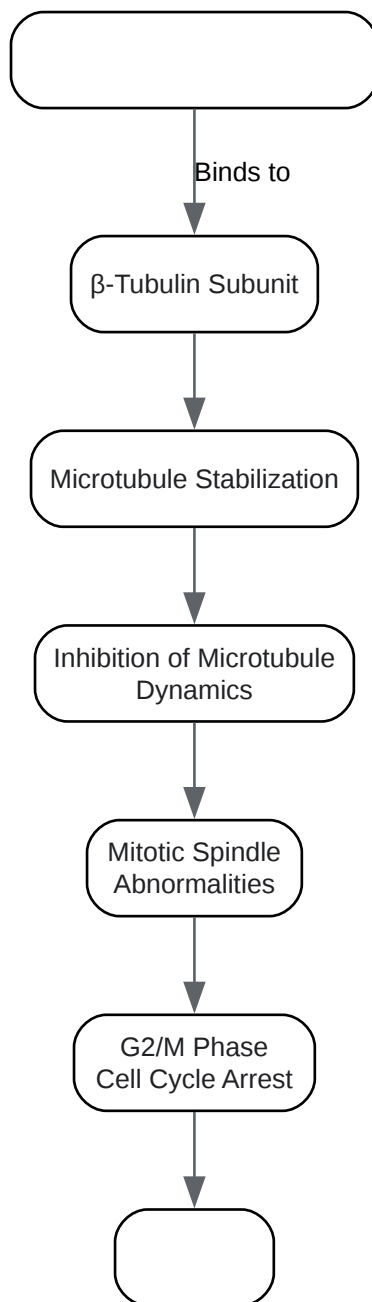 Binds to
β-Tubulin Subunit
Microtubule Stabilization
Inhibition of Microtubule
Dynamics
Mitotic Spindle
Abnormalities
G2/M Phase
Cell Cycle Arrest